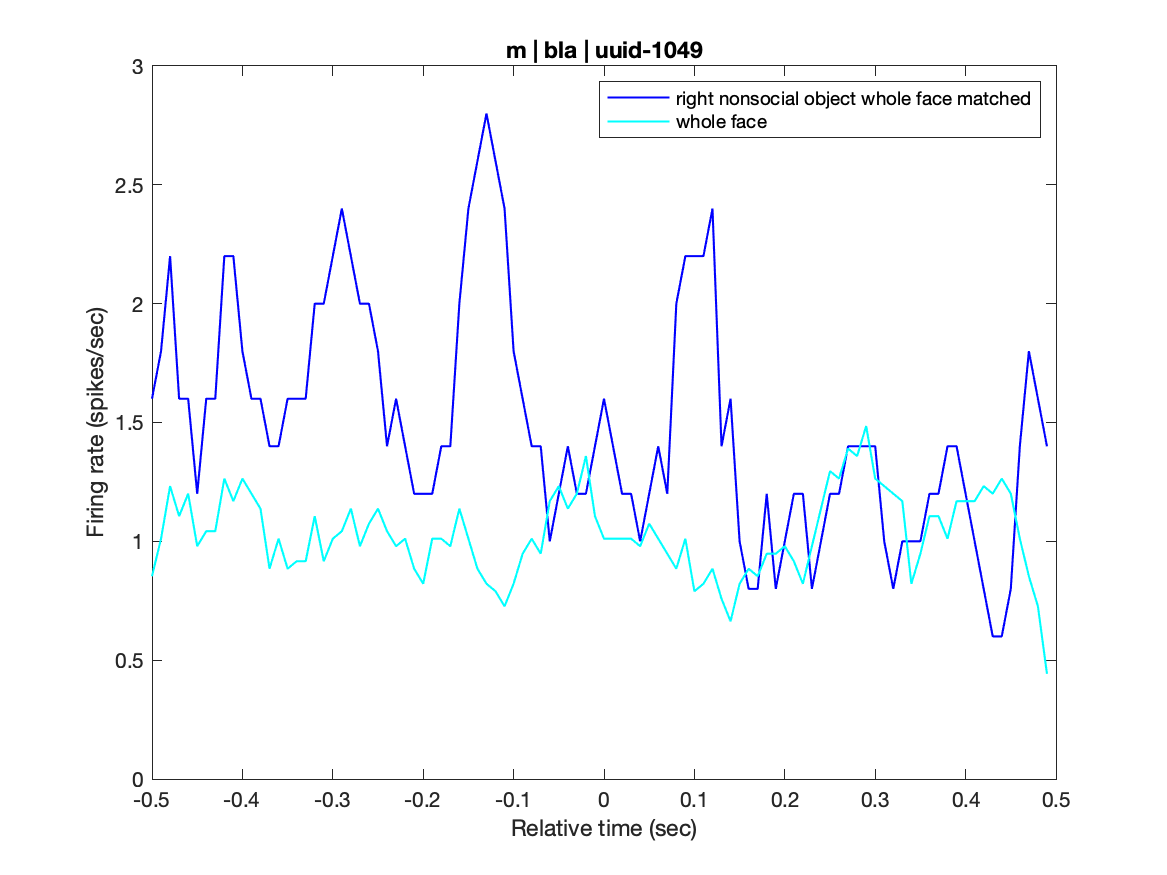 m | bla | uuid-1049
right nonsocial object whole face matched
whole face
Firing rate (spikes/sec)
3
2.5
2
1.5
1
0.5
0
-0.5 -0.4 -0.3 -0.2 -0.1 0 0.1 0.2 0.3 0.4 0.5
Relative time (sec)